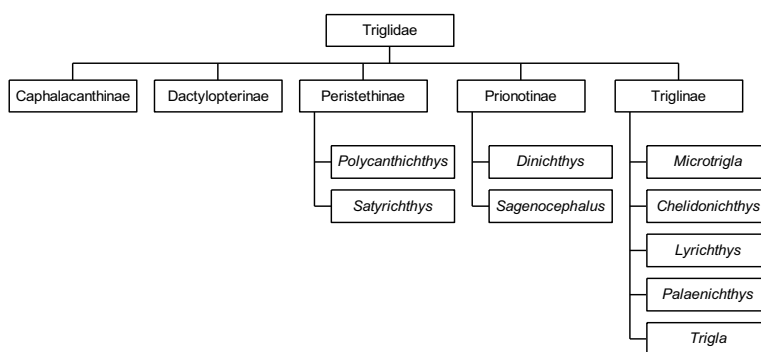 Triglidae
Caphalacanthinae
Dactylopterinae
Peristethinae
Prionotinae
Triglinae
Polycanthichthys
Satyrichthys
Dinichthys
Sagenocephalus
Microtrigla
Chelidonichthys
Lyrichthys
Palaenichthys
Trigla